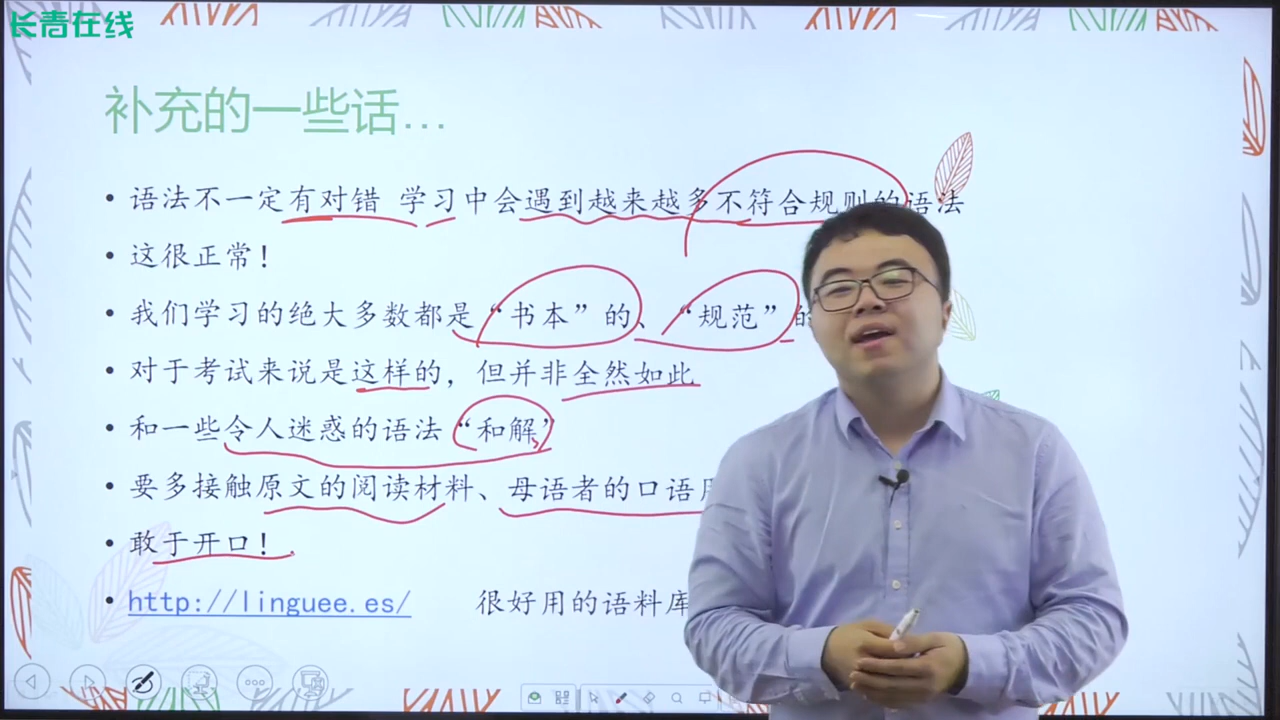 长青在线
补充的一些话…
• 语法不一定有对错 学习中会遇到越来越多不符合规则的语法
• 这很正常！
• 我们学习的绝大多数都是“书本”的、“规范”的
• 对于考试来说是这样的，但并非全然如此
• 和一些令人迷惑的语法“和解”
• 要多接触原文的阅读材料、母语者的口语
• 敢于开口！
• http://linguee.es/ 很好用的语料库